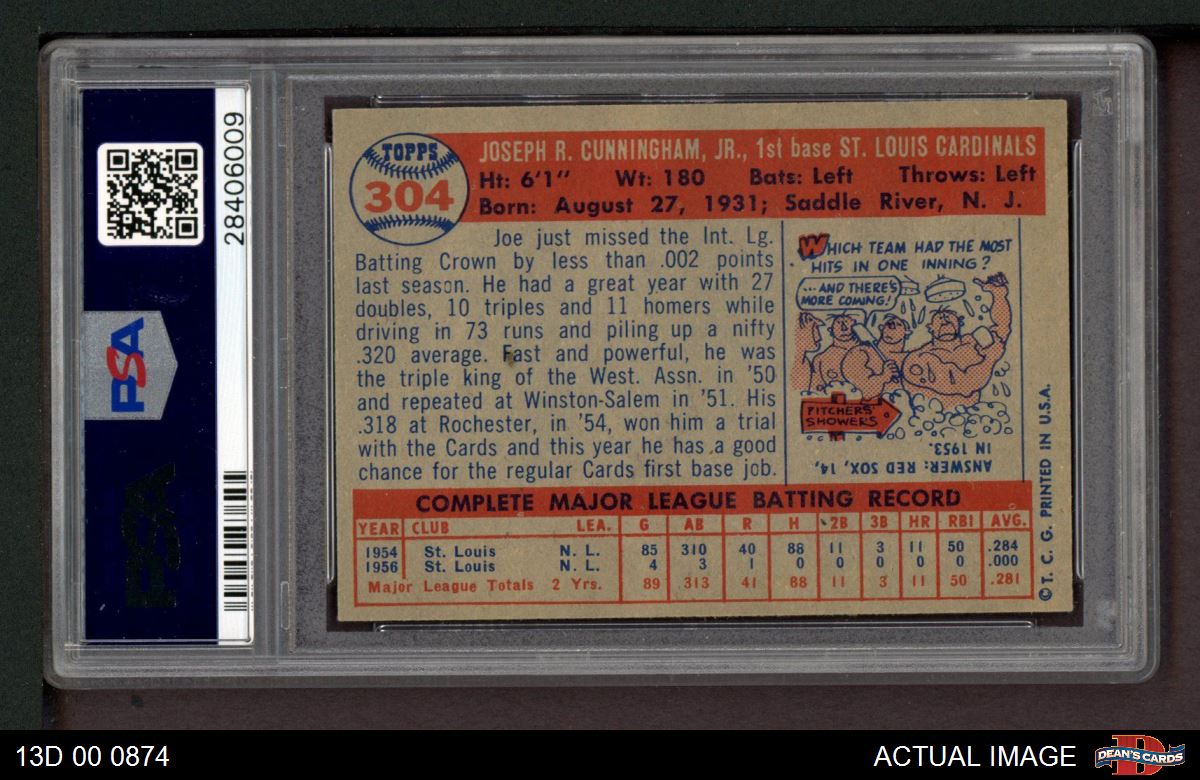 28406009
PSA
PSA
TOPPS
304
JOSEPH R. CUNNINGHAM, JR., 1st base ST. LOUIS CARDINALS
Ht: 6'1" Wt: 180 Bats: Left Throws: Left
Born: August 27, 1931; Saddle River, N. J.
Joe just missed the Int. Lg.
Batting Crown by less than .002 points
last season. He had a great year with 27
doubles, 10 triples and 11 homers while
driving in 73 runs and piling up a nifty
.320 average. Fast and powerful, he was
the triple king of the West. Assn. in '50
and repeated at Winston-Salem in '51. His
.318 at Rochester, in '54, won him a trial
with the Cards and this year he has a good
chance for the regular Cards first base job.
WHICH TEAM HAD THE MOST
HITS IN ONE INNING?
...AND THERE'S
MORE COMING!
PITCHERS'
SHOWERS
ANSWER: RED SOX, 14,
IN 1953.
COMPLETE MAJOR LEAGUE BATTING RECORD
YEAR CLUB LEA. G AB R H 2B 3B HR RBI AVG.
1954 St. Louis N. L. 85 310 40 88 11 3 11 50 .284
1956 St. Louis N. L. 4 3 1 0 0 0 0 0 .000
Major League Totals 2 Yrs. 89 313 41 88 11 3 11 50 .281
©T. C. G. PRINTED IN U.S.A.
13D 00 0874
ACTUAL IMAGE
DEAN'S CARDS